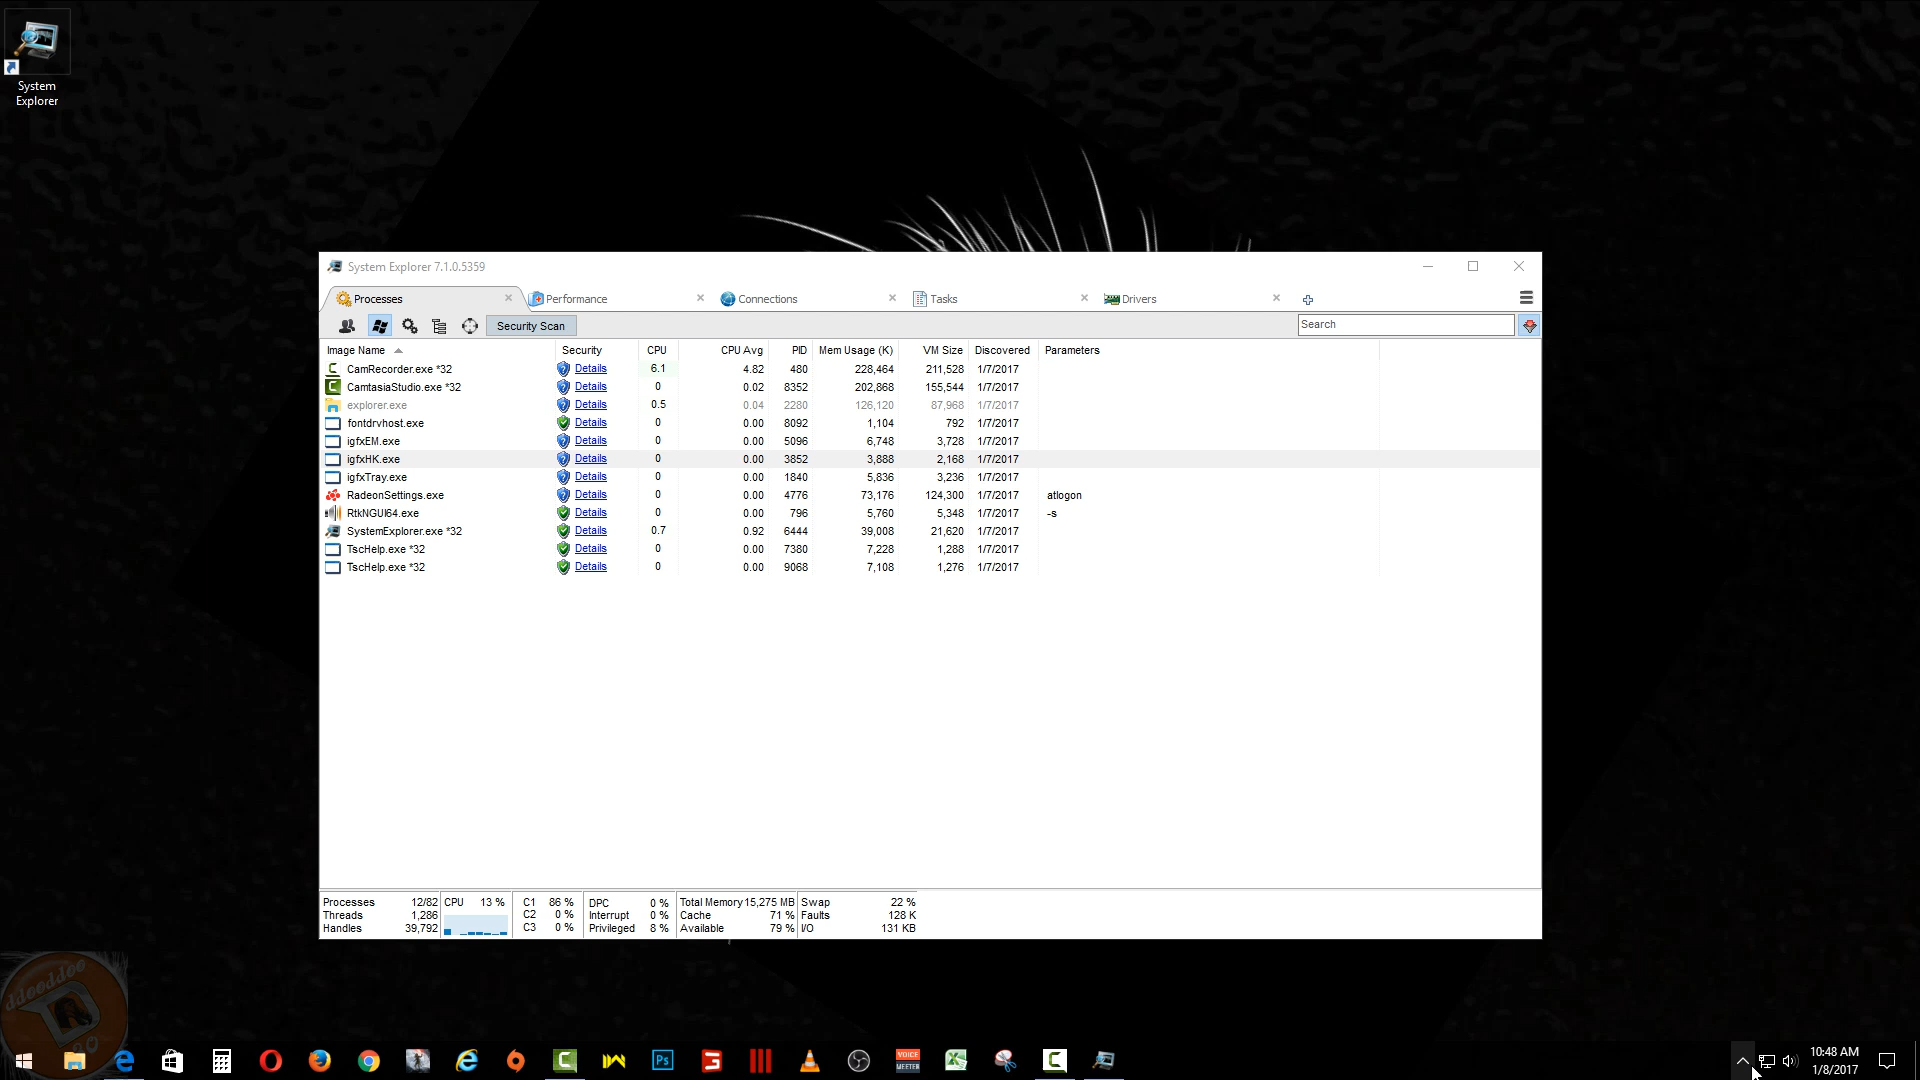 System
Explorer
System Explorer 7.1.0.5359
Processes
Performance
Connections
Tasks
Drivers
Security Scan
Search
Image Name Security CPU CPU Avg PID Mem Usage (K) VM Size Discovered Parameters
CamRecorder.exe *32 Details 6.1 4.82 480 228,464 211,528 1/7/2017
CamtasiaStudio.exe *32 Details 0 0.02 8352 202,868 155,544 1/7/2017
explorer.exe Details 0.5 0.04 2280 126,120 87,968 1/7/2017
fontdrvhost.exe Details 0 0.00 8092 1,104 792 1/7/2017
igfxEM.exe Details 0 0.00 5096 6,748 3,728 1/7/2017
igfxHK.exe Details 0 0.00 3852 3,888 2,168 1/7/2017
igfxTray.exe Details 0 0.00 1840 5,836 3,236 1/7/2017
RadeonSettings.exe Details 0 0.00 4776 73,176 124,300 1/7/2017 atlogon
RtkNGUI64.exe Details 0 0.00 796 5,760 5,348 1/7/2017 -s
SystemExplorer.exe *32 Details 0.7 0.92 6444 39,008 21,620 1/7/2017
TscHelp.exe *32 Details 0 0.00 7380 7,228 1,288 1/7/2017
TscHelp.exe *32 Details 0 0.00 9068 7,108 1,276 1/7/2017
Processes 12/82 CPU 13 % C1 86 % DPC 0 % Total Memory 15,275 MB Swap 22 %
Threads 1,286 C2 0 % Interrupt 0 % Cache 71 % Faults 128 K
Handles 39,792 C3 0 % Privileged 8 % Available 79 % I/O 131 KB
ddooddoo
2.0
Ps
VOICE
MEETER
10:48 AM
1/8/2017